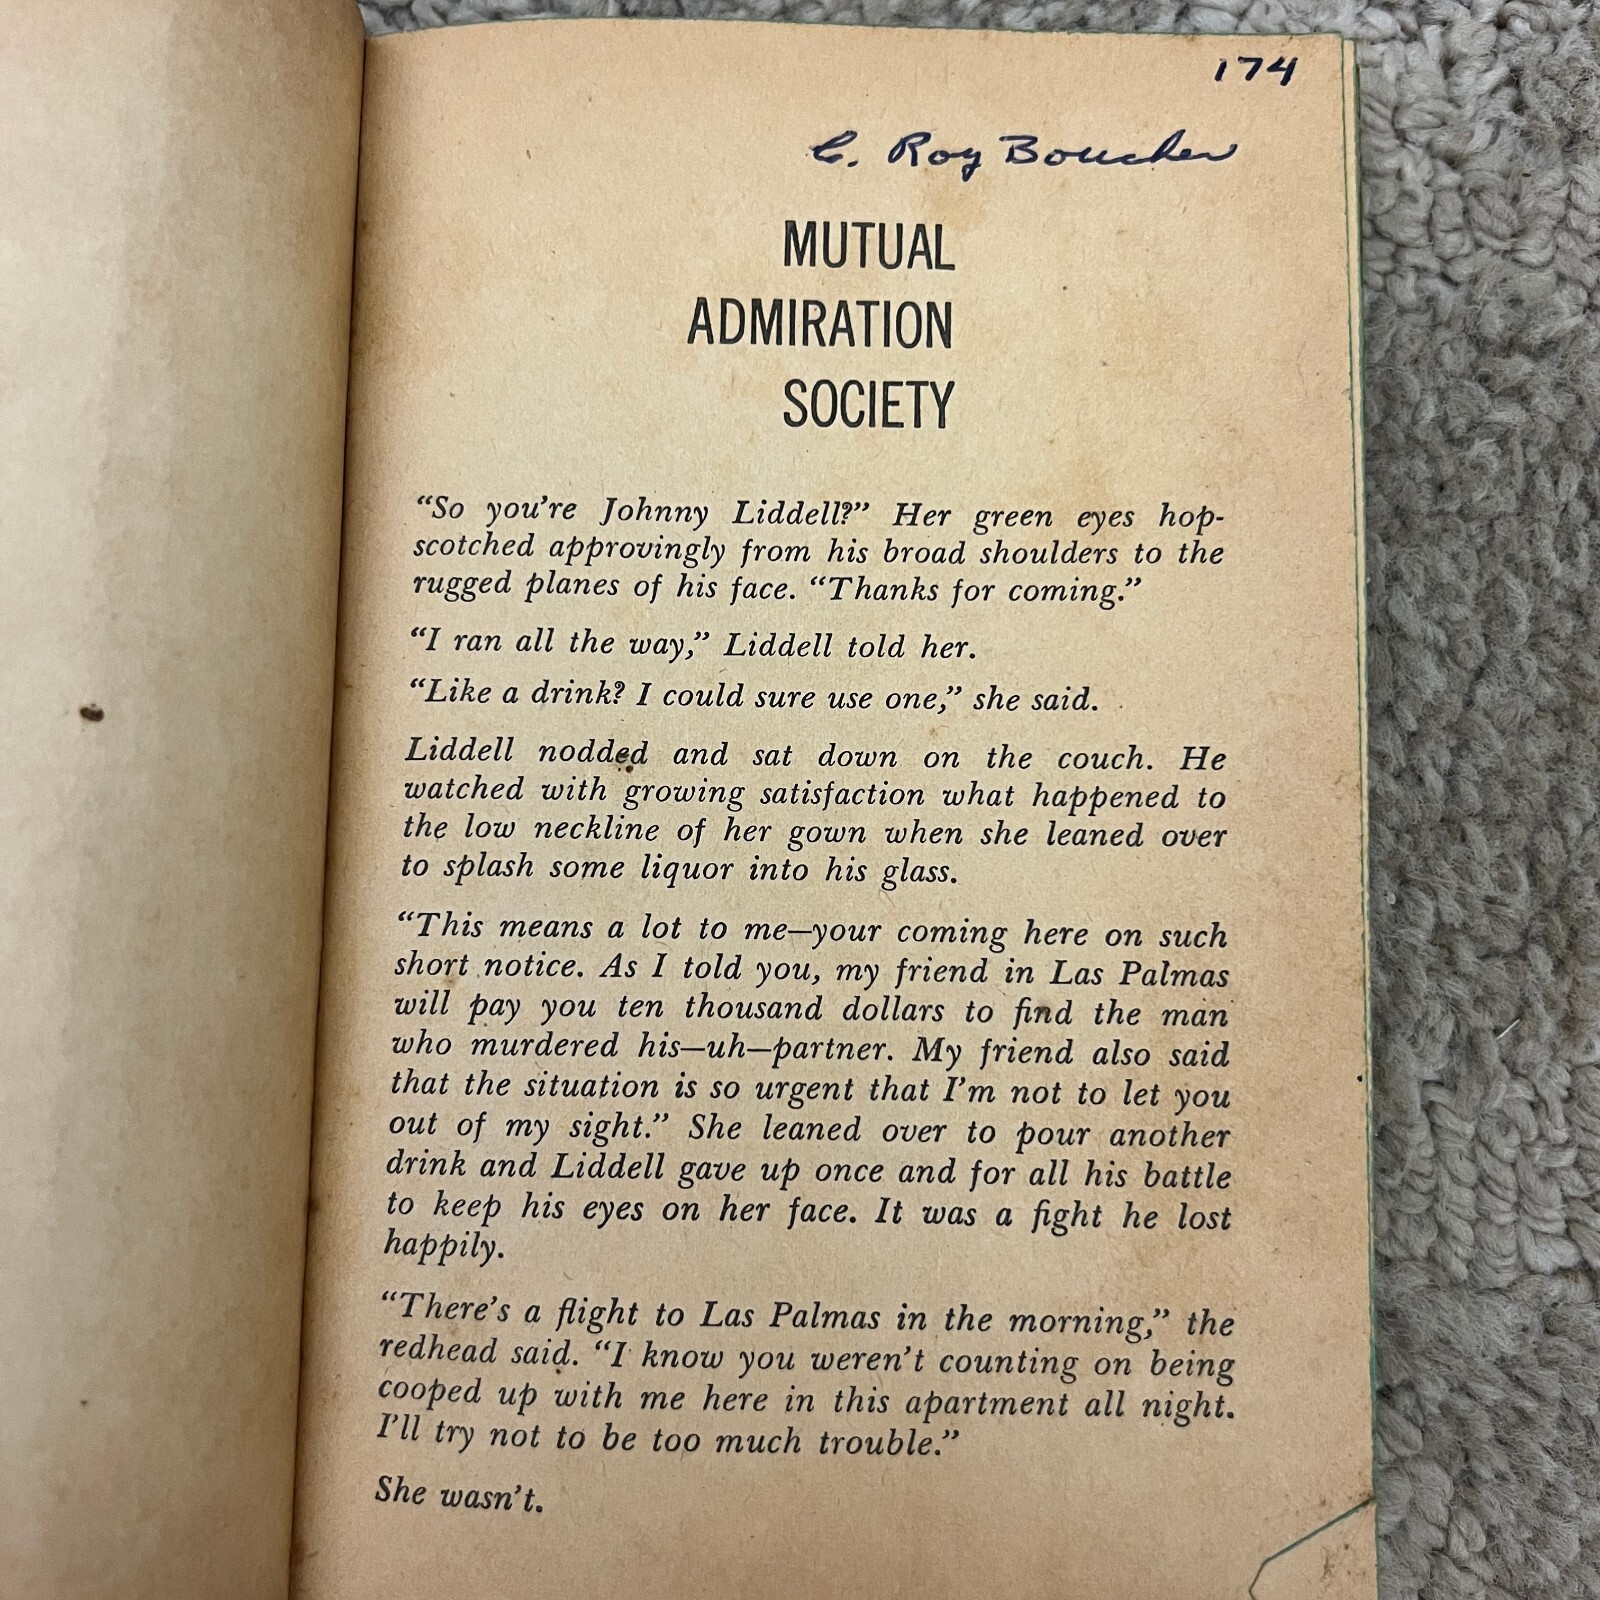 174
C. Roy Boucher
MUTUAL
ADMIRATION
SOCIETY
“So you’re Johnny Liddell?” Her green eyes hop-
scotched approvingly from his broad shoulders to the
rugged planes of his face. “Thanks for coming.”
“I ran all the way,” Liddell told her.
“Like a drink? I could sure use one,” she said.
Liddell nodded and sat down on the couch. He
watched with growing satisfaction what happened to
the low neckline of her gown when she leaned over
to splash some liquor into his glass.
“This means a lot to me—your coming here on such
short notice. As I told you, my friend in Las Palmas
will pay you ten thousand dollars to find the man
who murdered his—uh—partner. My friend also said
that the situation is so urgent that I’m not to let you
out of my sight.” She leaned over to pour another
drink and Liddell gave up once and for all his battle
to keep his eyes on her face. It was a fight he lost
happily.
“There’s a flight to Las Palmas in the morning,” the
redhead said. “I know you weren’t counting on being
cooped up with me here in this apartment all night.
I’ll try not to be too much trouble.”
She wasn’t.